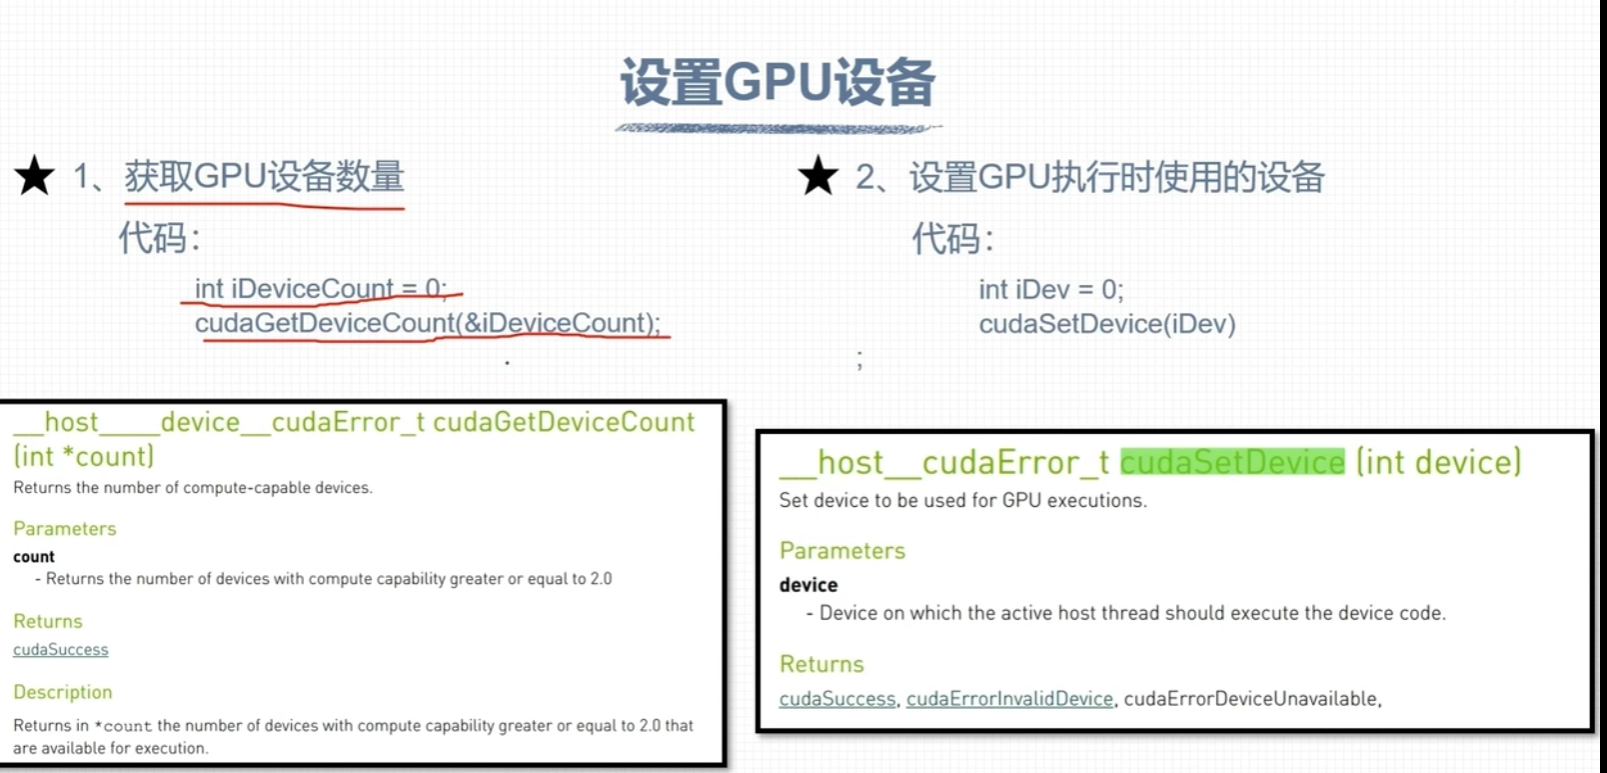 设置GPU设备
★ 1、获取GPU设备数量
代码：
int iDeviceCount = 0;
cudaGetDeviceCount(&iDeviceCount);
__host____device__cudaError_t cudaGetDeviceCount
(int *count)
Returns the number of compute-capable devices.
Parameters
count
- Returns the number of devices with compute capability greater or equal to 2.0
Returns
cudaSuccess
Description
Returns in *count the number of devices with compute capability greater or equal to 2.0 that
are available for execution.
★ 2、设置GPU执行时使用的设备
代码：
int iDev = 0;
cudaSetDevice(iDev)
;
__host__cudaError_t cudaSetDevice (int device)
Set device to be used for GPU executions.
Parameters
device
- Device on which the active host thread should execute the device code.
Returns
cudaSuccess, cudaErrorInvalidDevice, cudaErrorDeviceUnavailable,